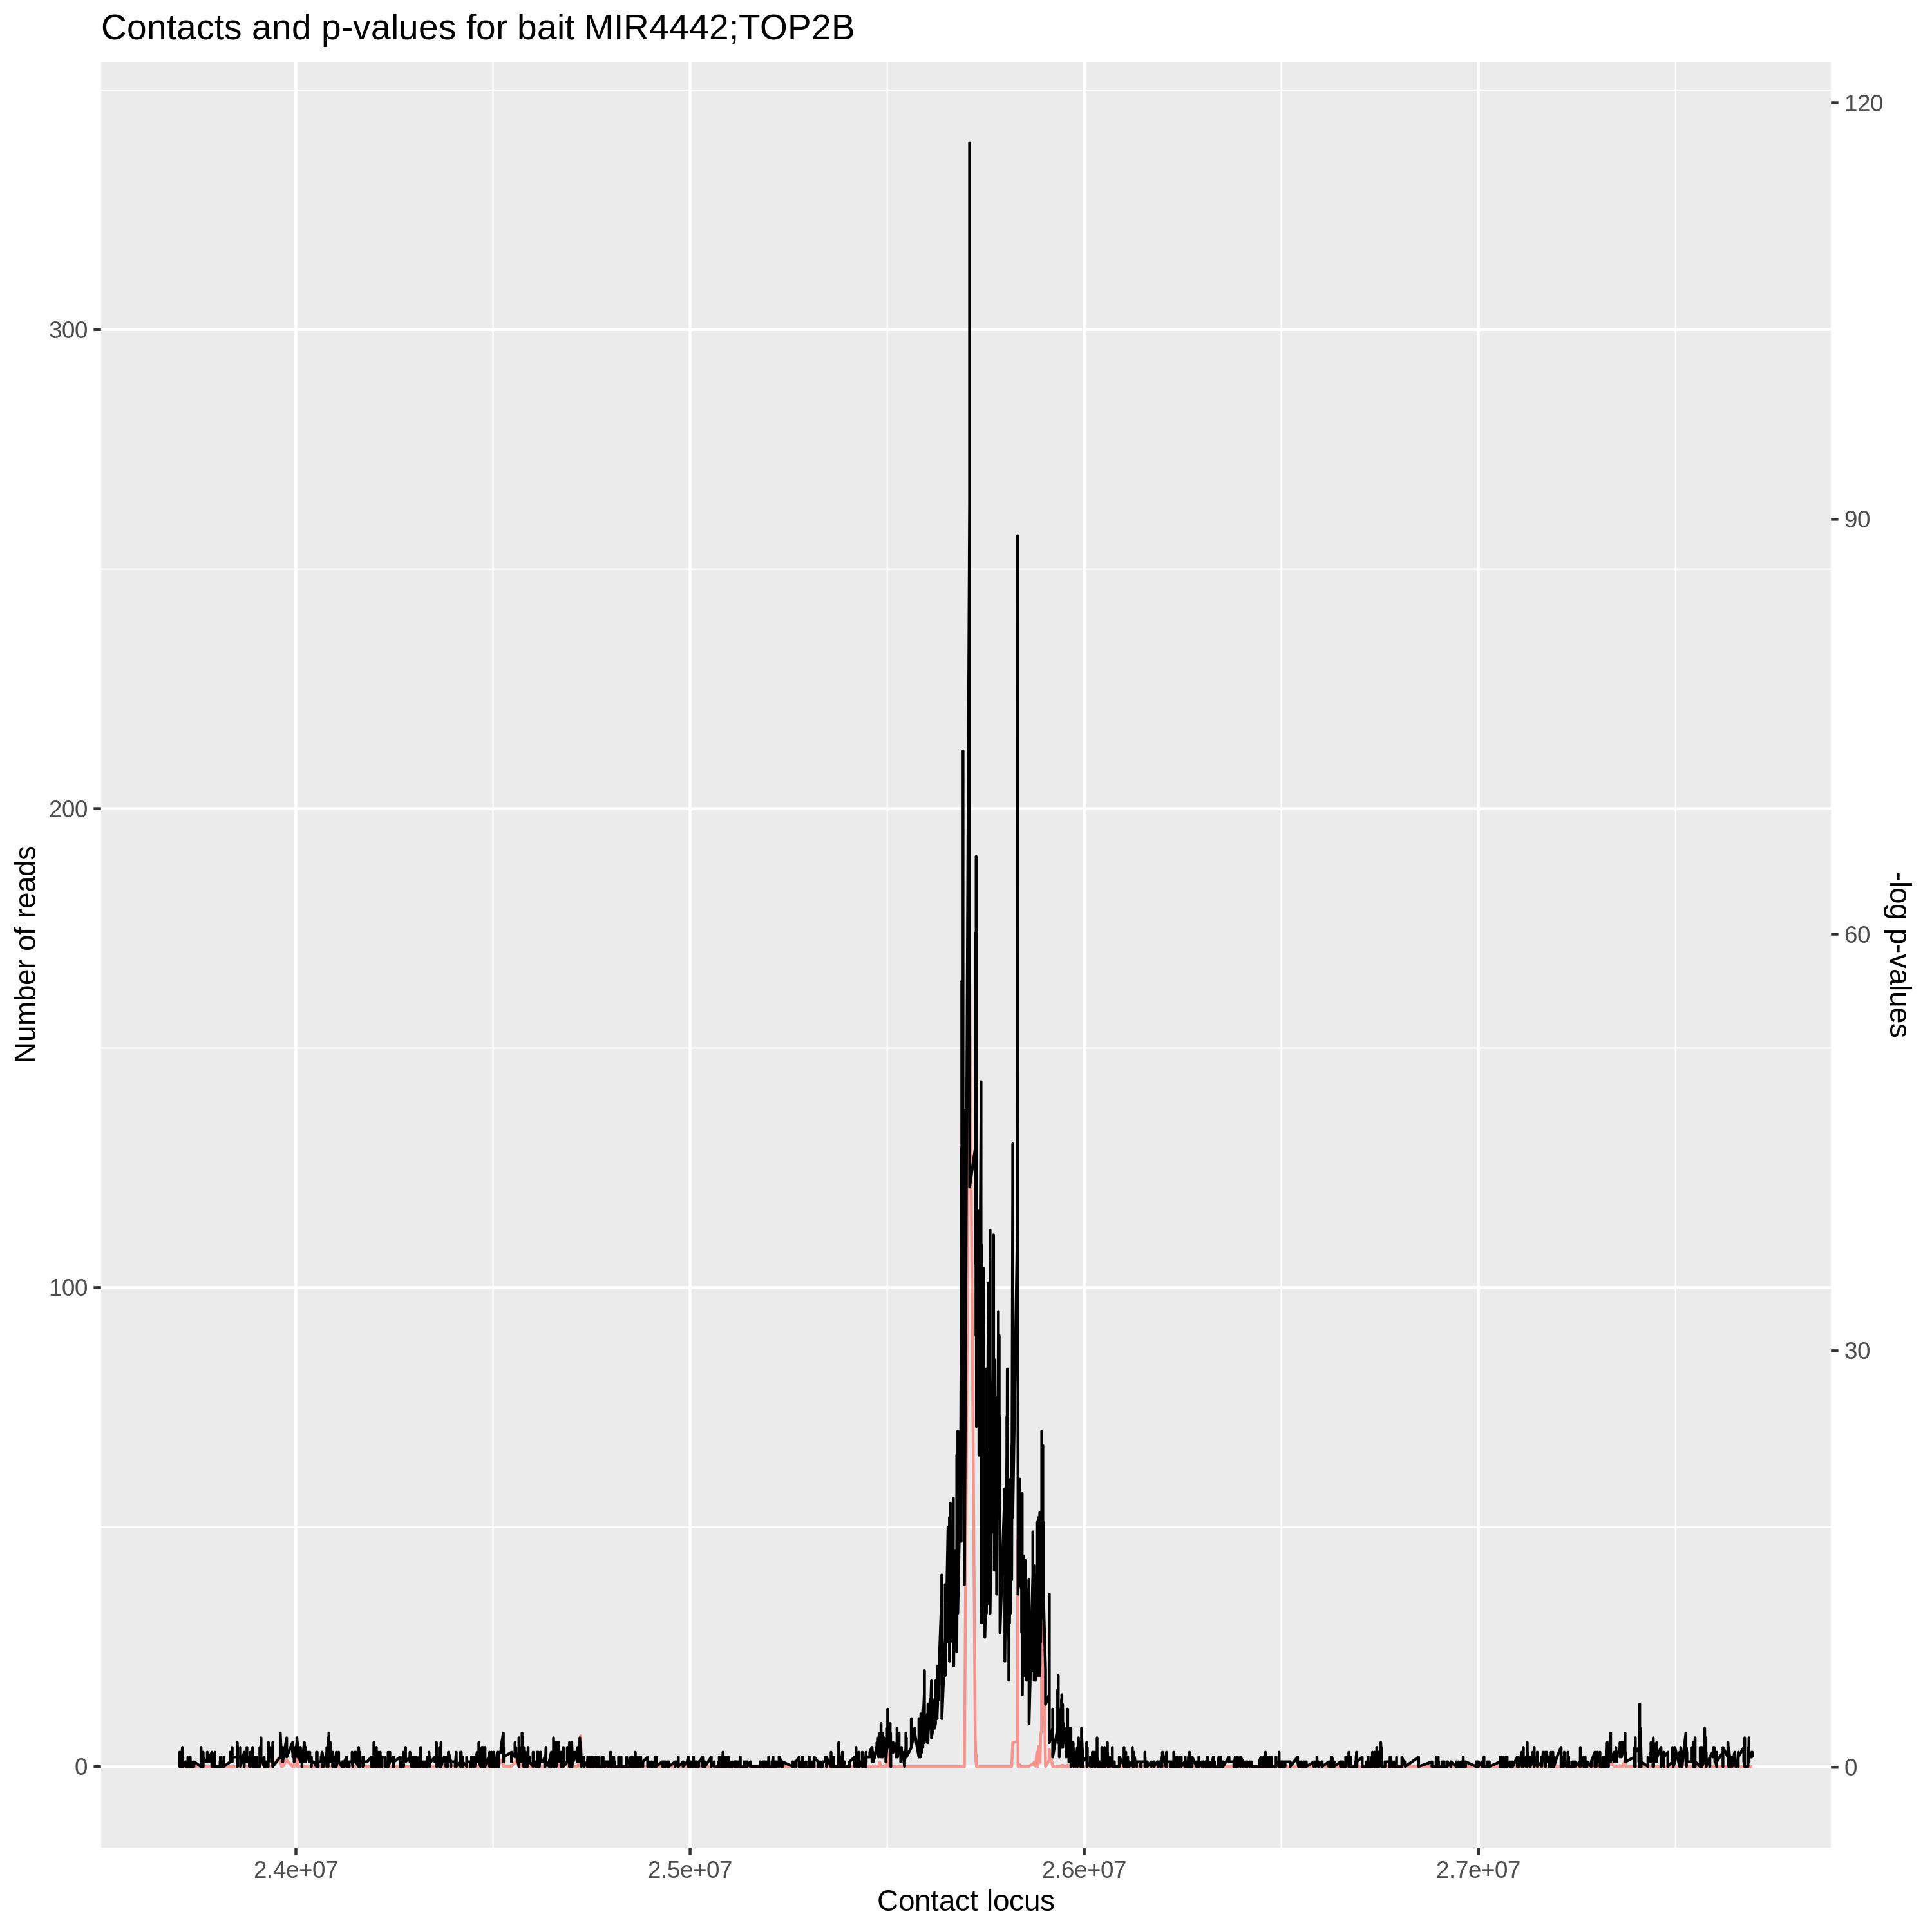 Contacts and p-values for bait MIR4442;TOP2B
120
300
90
200
Number of reads
60
-log p-values
100
30
0
0
2.4e+07
2.5e+07
2.6e+07
2.7e+07
Contact locus